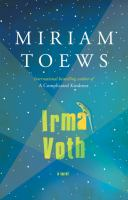 MIRIAM
TOEWS
International bestselling author of
A Complicated Kindness
Irma
Voth
a novel